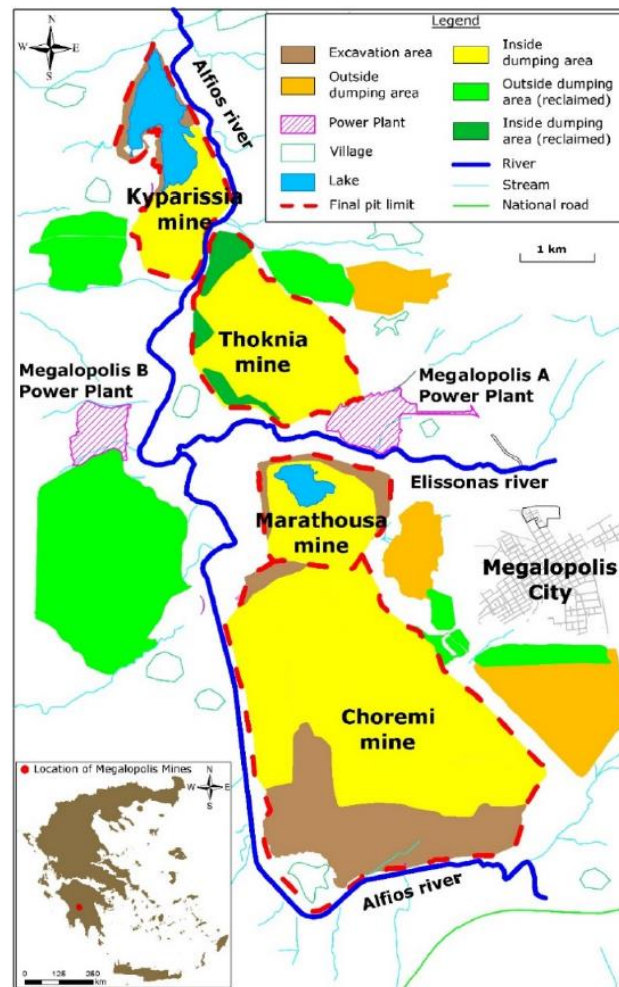 N
W E
S
Legend
Excavation area
Outside
dumping area
Power Plant
Village
Lake
Final pit limit
Inside
dumping area
Outside dumping
area (reclaimed)
Inside dumping
area (reclaimed)
River
Stream
National road
1 km
Alfios river
Kyparissia
mine
Thoknia
mine
Megalopolis B
Power Plant
Megalopolis A
Power Plant
Elissonas river
Marathousa
mine
Megalopolis
City
Choremi
mine
Alfios river
Location of Megalopolis Mines
N
W E
S
0 125 250
km